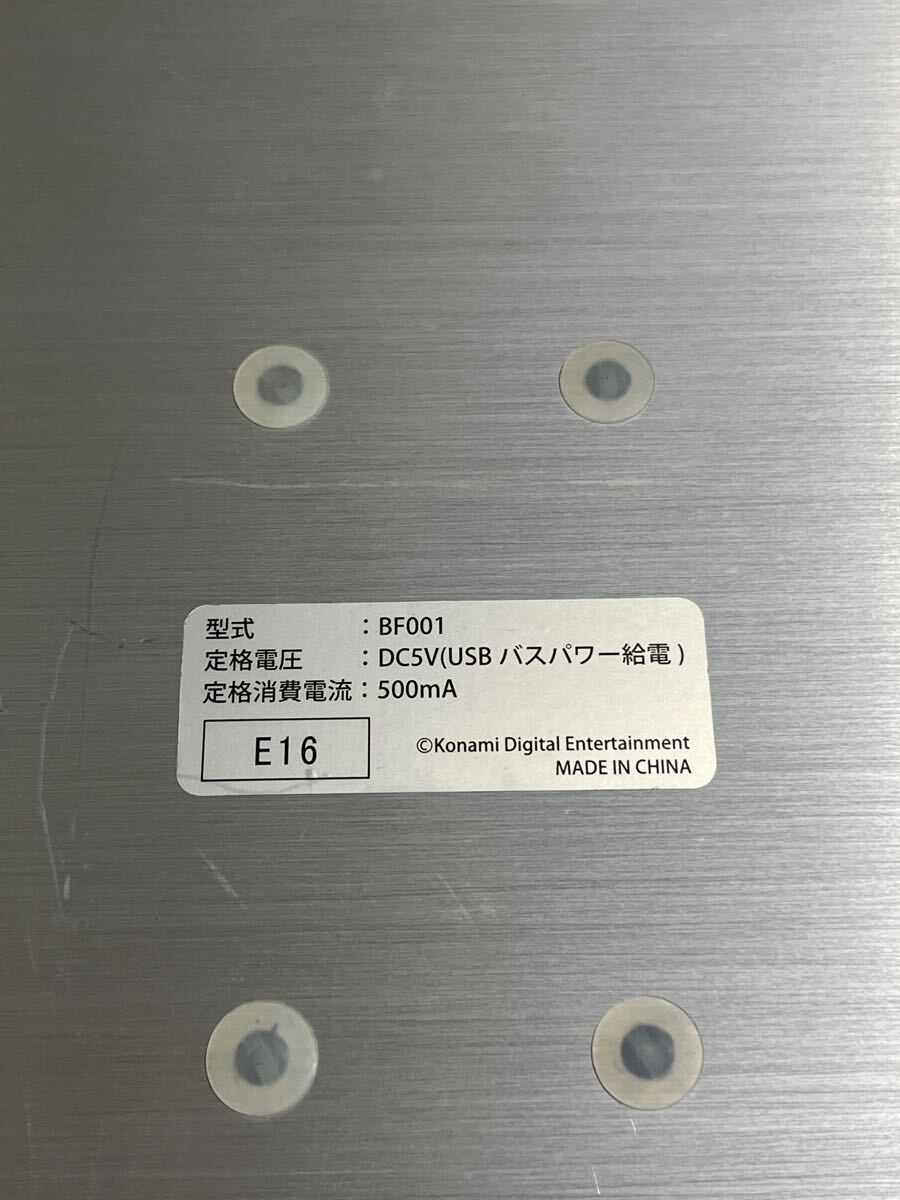 型式 : BF001
定格電圧 : DC5V(USB バスパワー給電 )
定格消費電流 : 500mA
E16
©Konami Digital Entertainment
MADE IN CHINA